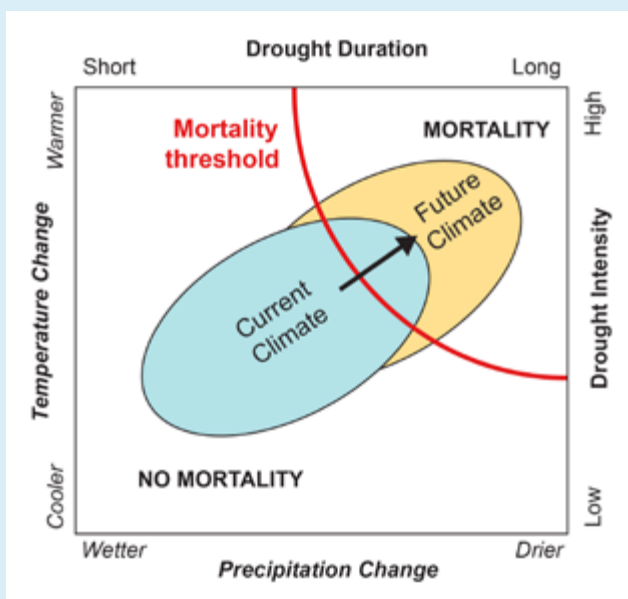 Drought Duration
Short
Long
Warmer
High
Mortality
threshold
MORTALITY
Future
Climate
Temperature Change
Drought Intensity
Current
Climate
NO MORTALITY
Cooler
Low
Wetter
Drier
Precipitation Change